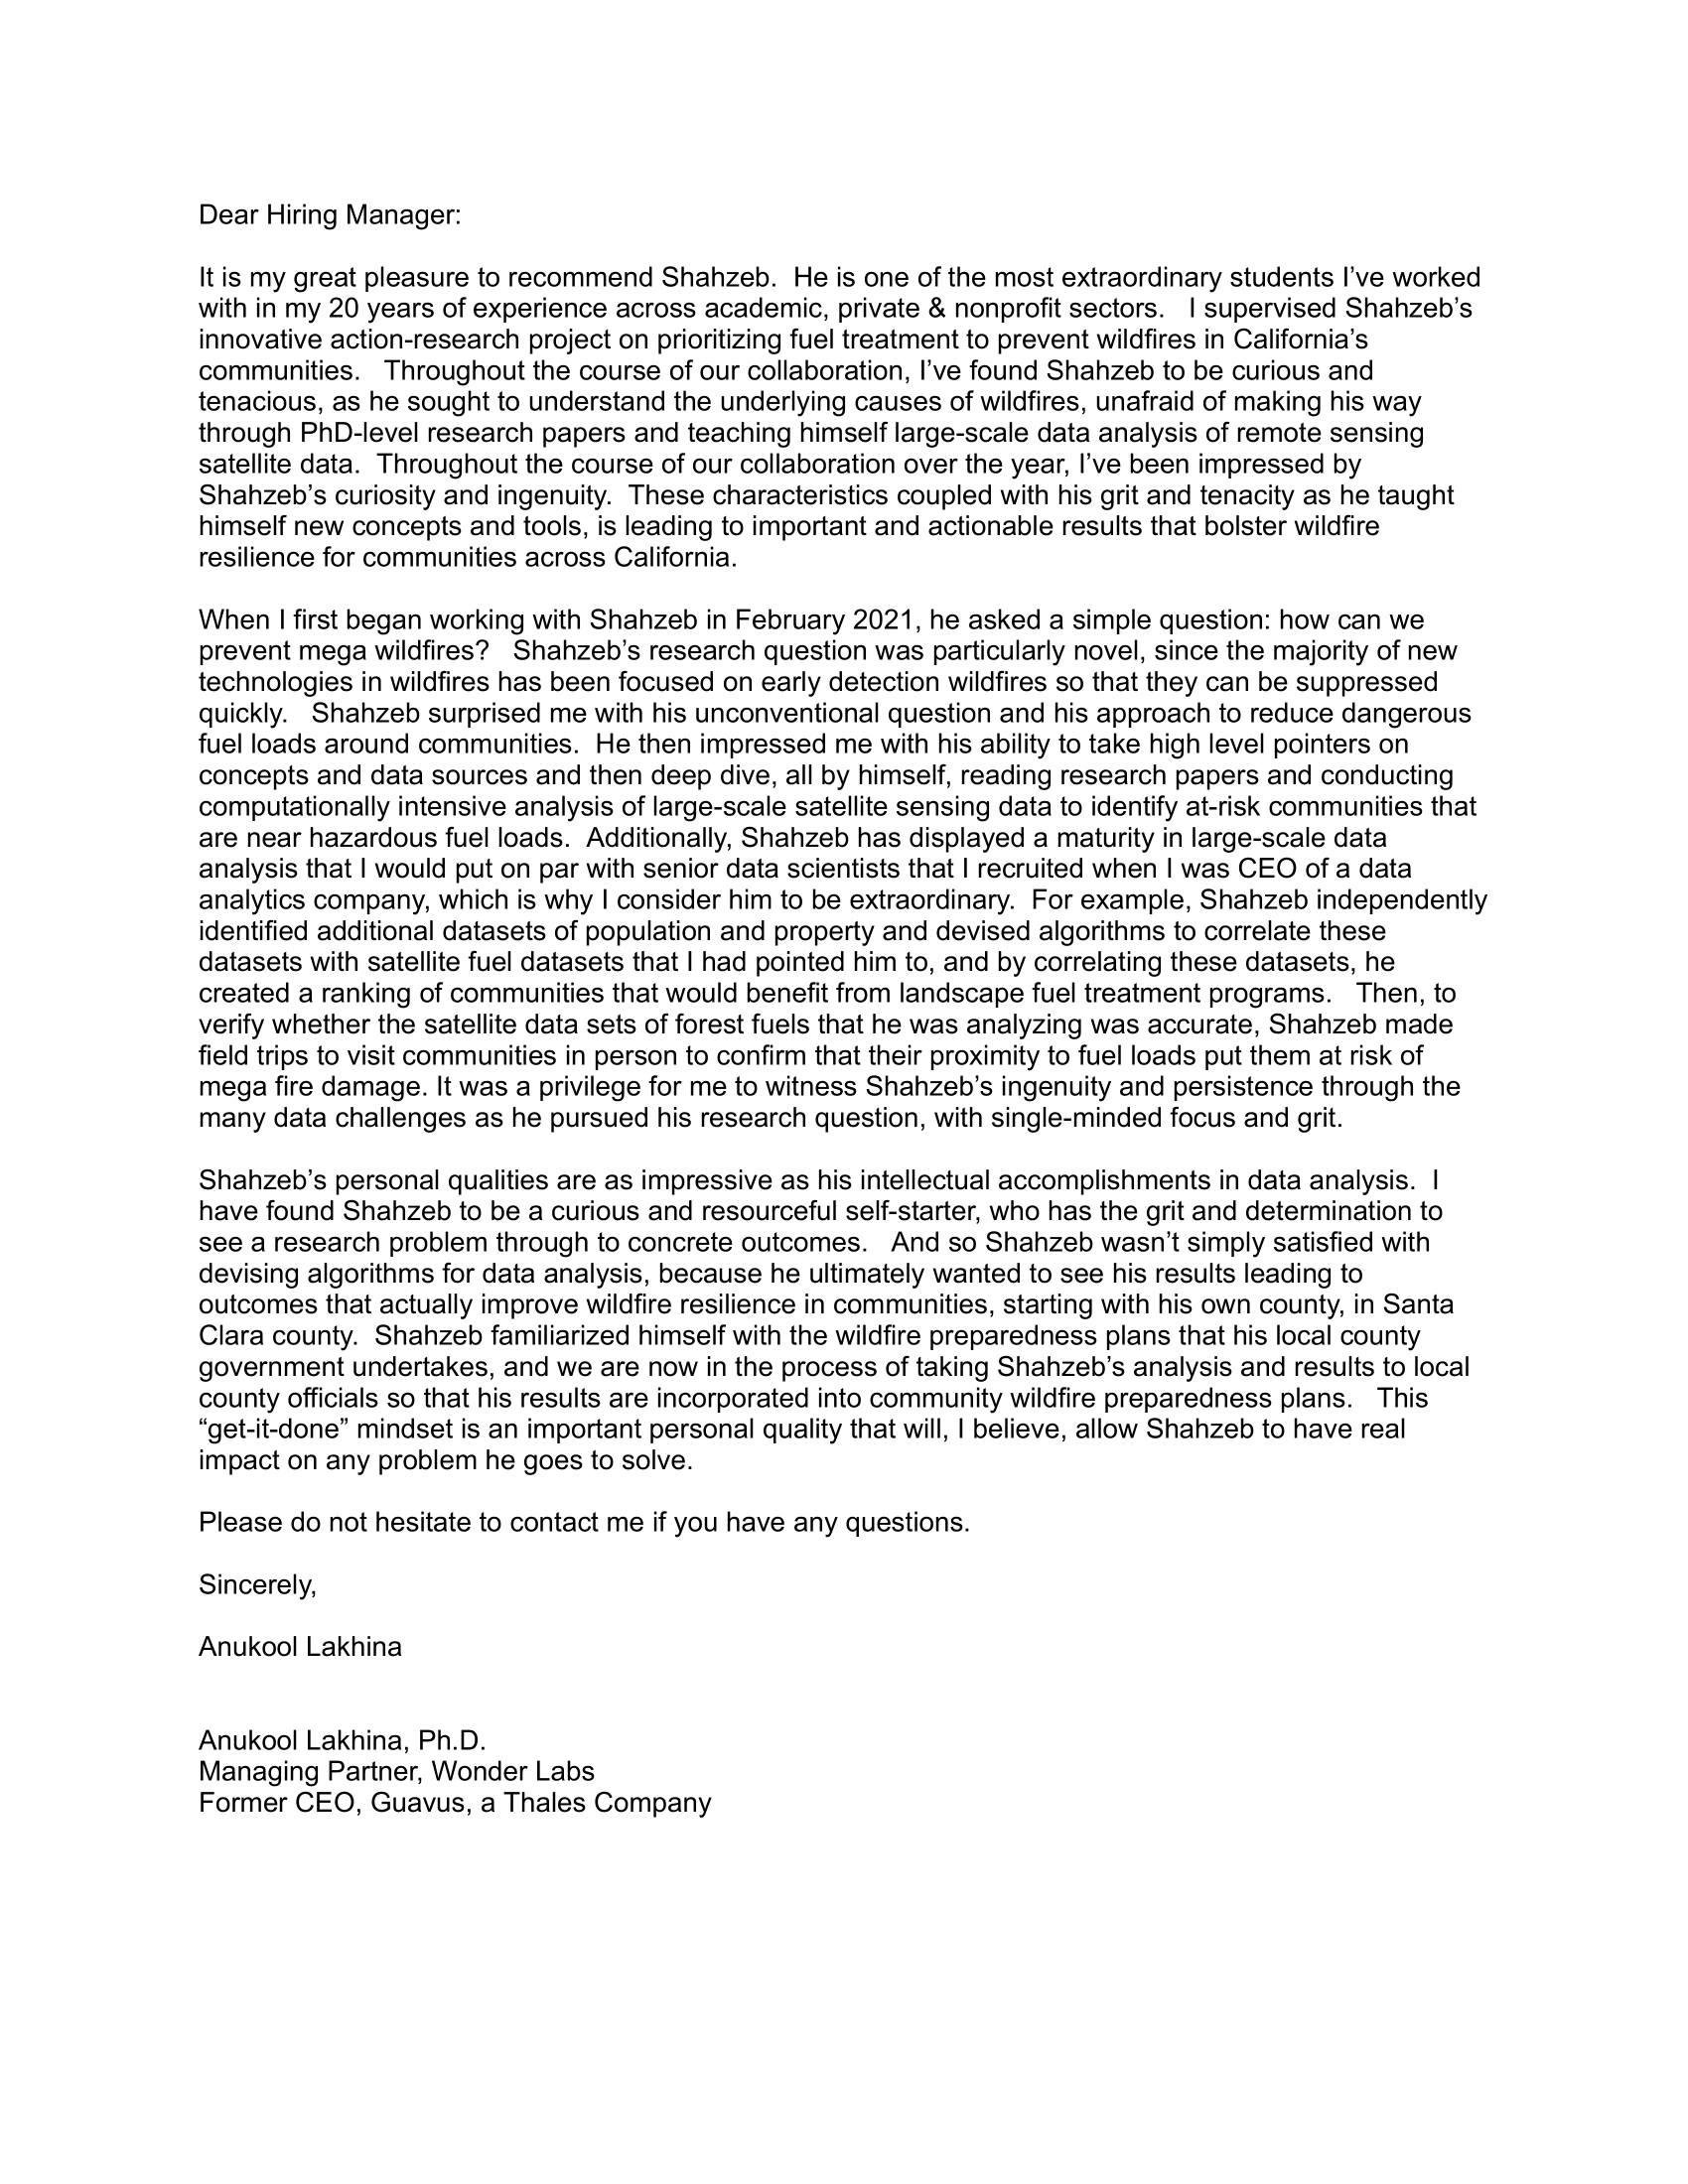 Dear Hiring Manager:
It is my great pleasure to recommend Shahzeb.  He is one of the most extraordinary students I’ve worked
with in my 20 years of experience across academic, private & nonprofit sectors.   I supervised Shahzeb’s
innovative action-research project on prioritizing fuel treatment to prevent wildfires in California’s
communities.   Throughout the course of our collaboration, I’ve found Shahzeb to be curious and
tenacious, as he sought to understand the underlying causes of wildfires, unafraid of making his way
through PhD-level research papers and teaching himself large-scale data analysis of remote sensing
satellite data.  Throughout the course of our collaboration over the year, I’ve been impressed by
Shahzeb’s curiosity and ingenuity.  These characteristics coupled with his grit and tenacity as he taught
himself new concepts and tools, is leading to important and actionable results that bolster wildfire
resilience for communities across California.
When I first began working with Shahzeb in February 2021, he asked a simple question: how can we
prevent mega wildfires?   Shahzeb’s research question was particularly novel, since the majority of new
technologies in wildfires has been focused on early detection wildfires so that they can be suppressed
quickly.   Shahzeb surprised me with his unconventional question and his approach to reduce dangerous
fuel loads around communities.  He then impressed me with his ability to take high level pointers on
concepts and data sources and then deep dive, all by himself, reading research papers and conducting
computationally intensive analysis of large-scale satellite sensing data to identify at-risk communities that
are near hazardous fuel loads.  Additionally, Shahzeb has displayed a maturity in large-scale data
analysis that I would put on par with senior data scientists that I recruited when I was CEO of a data
analytics company, which is why I consider him to be extraordinary.  For example, Shahzeb independently
identified additional datasets of population and property and devised algorithms to correlate these
datasets with satellite fuel datasets that I had pointed him to, and by correlating these datasets, he
created a ranking of communities that would benefit from landscape fuel treatment programs.   Then, to
verify whether the satellite data sets of forest fuels that he was analyzing was accurate, Shahzeb made
field trips to visit communities in person to confirm that their proximity to fuel loads put them at risk of
mega fire damage. It was a privilege for me to witness Shahzeb’s ingenuity and persistence through the
many data challenges as he pursued his research question, with single-minded focus and grit.
Shahzeb’s personal qualities are as impressive as his intellectual accomplishments in data analysis.  I
have found Shahzeb to be a curious and resourceful self-starter, who has the grit and determination to
see a research problem through to concrete outcomes.   And so Shahzeb wasn’t simply satisfied with
devising algorithms for data analysis, because he ultimately wanted to see his results leading to
outcomes that actually improve wildfire resilience in communities, starting with his own county, in Santa
Clara county.  Shahzeb familiarized himself with the wildfire preparedness plans that his local county
government undertakes, and we are now in the process of taking Shahzeb’s analysis and results to local
county officials so that his results are incorporated into community wildfire preparedness plans.   This
“get-it-done” mindset is an important personal quality that will, I believe, allow Shahzeb to have real
impact on any problem he goes to solve.
Please do not hesitate to contact me if you have any questions.
Sincerely,
Anukool Lakhina
Anukool Lakhina, Ph.D.
Managing Partner, Wonder Labs
Former CEO, Guavus, a Thales Company